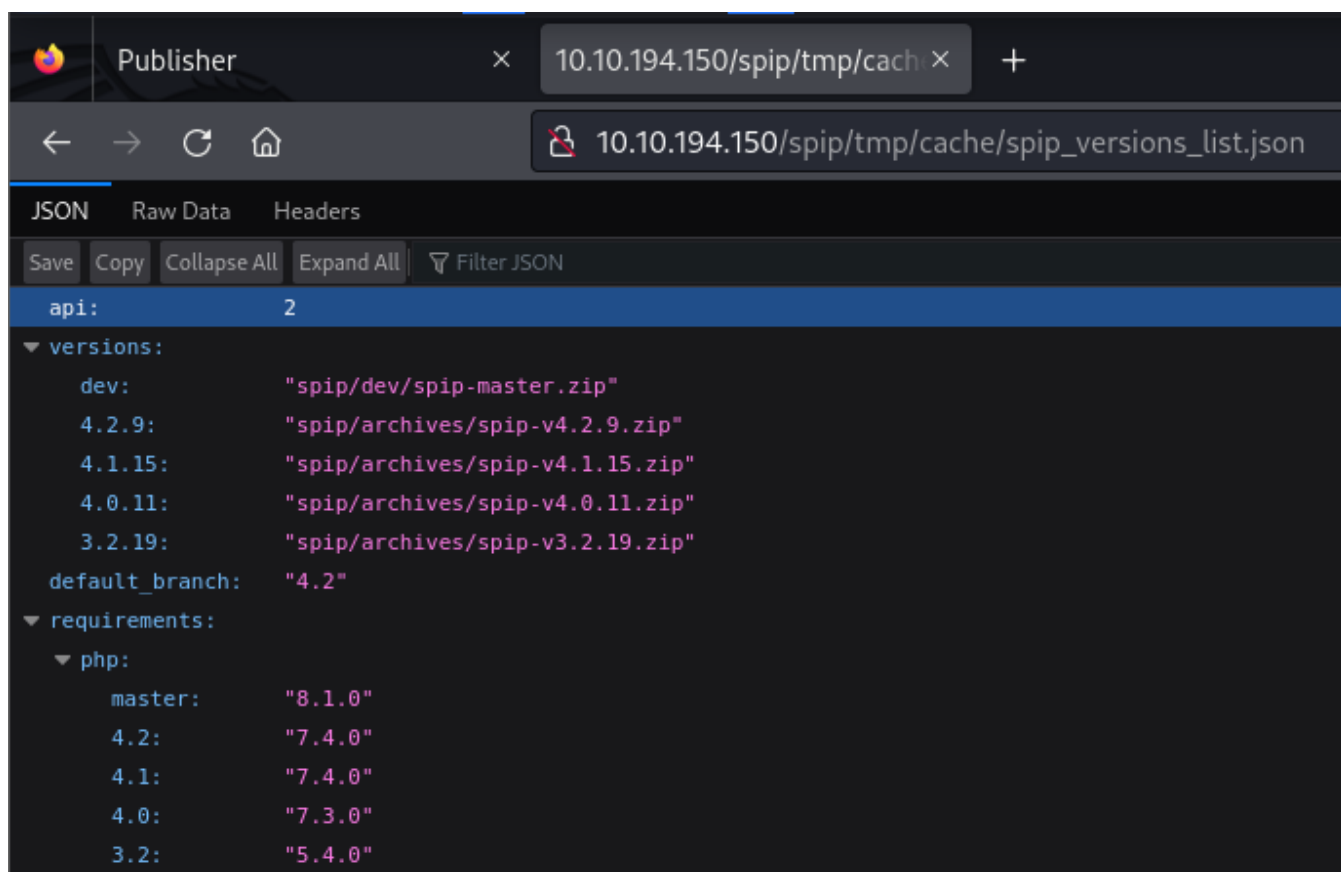 Publisher × 10.10.194.150/spip/tmp/cach × +
10.10.194.150/spip/tmp/cache/spip_versions_list.json
JSON Raw Data Headers
Save Copy Collapse All Expand All Filter JSON
api: 2
versions:
dev: "spip/dev/spip-master.zip"
4.2.9: "spip/archives/spip-v4.2.9.zip"
4.1.15: "spip/archives/spip-v4.1.15.zip"
4.0.11: "spip/archives/spip-v4.0.11.zip"
3.2.19: "spip/archives/spip-v3.2.19.zip"
default_branch: "4.2"
requirements:
php:
master: "8.1.0"
4.2: "7.4.0"
4.1: "7.4.0"
4.0: "7.3.0"
3.2: "5.4.0"